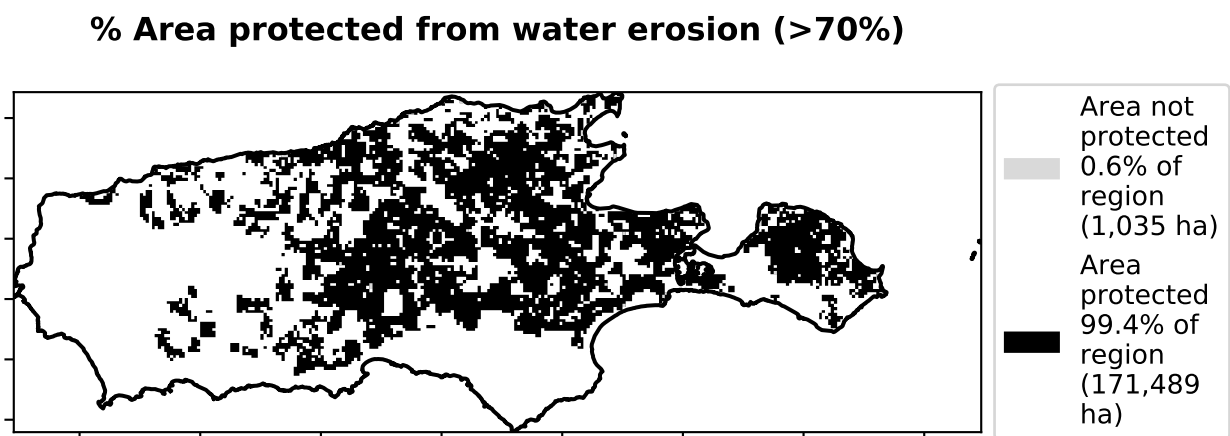 % Area protected from water erosion (>70%)
Area not
protected
0.6% of
region
(1,035 ha)
Area
protected
99.4% of
region
(171,489
ha)